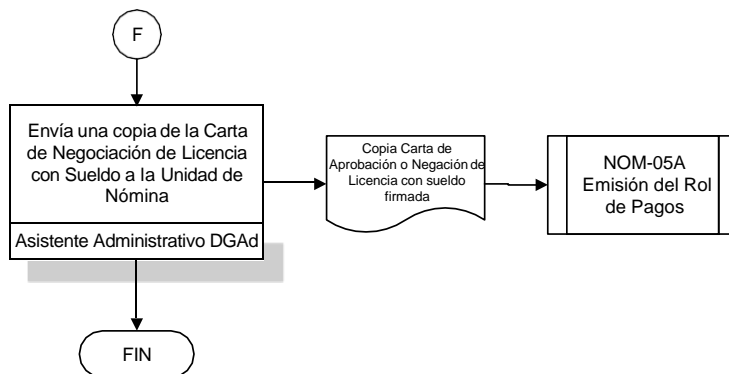 F
Envía una copia de la Carta
de Negociación de Licencia
con Sueldo a la Unidad de
Nómina
Asistente Administrativo DGAd
Copia Carta de
Aprobación o Negación de
Licencia con sueldo
firmada
NOM-05A
Emisión del Rol
de Pagos
FIN